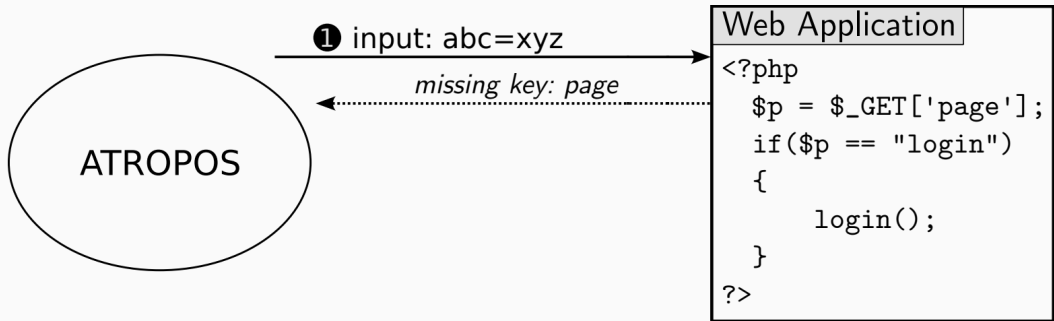 ❶ input: abc=xyz
missing key: page
ATROPOS
Web Application
<?php
  $p = $_GET['page'];
  if($p == "login")
  {
      login();
  }
?>